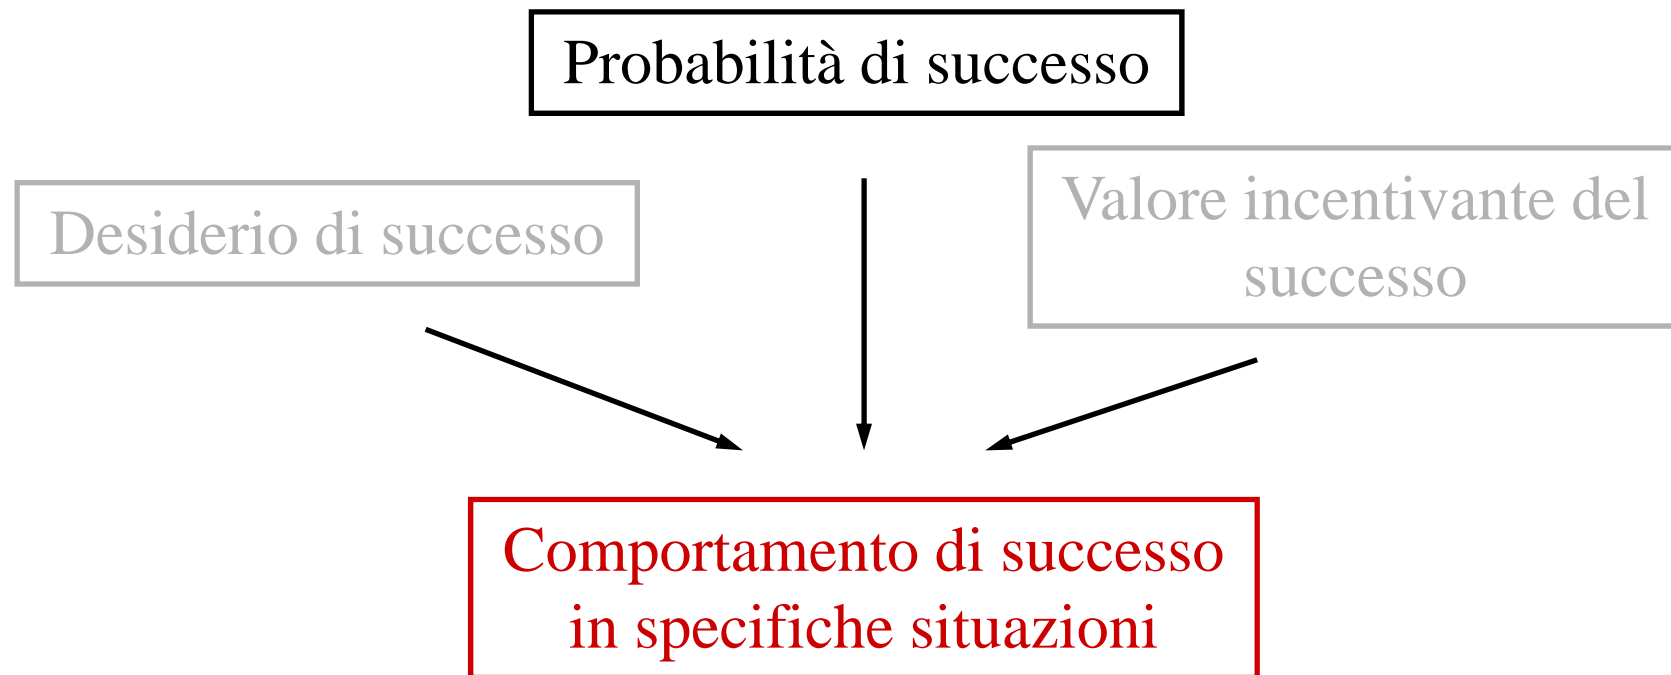 Probabilità di successo
Desiderio di successo
Valore incentivante del
successo
Comportamento di successo
in specifiche situazioni